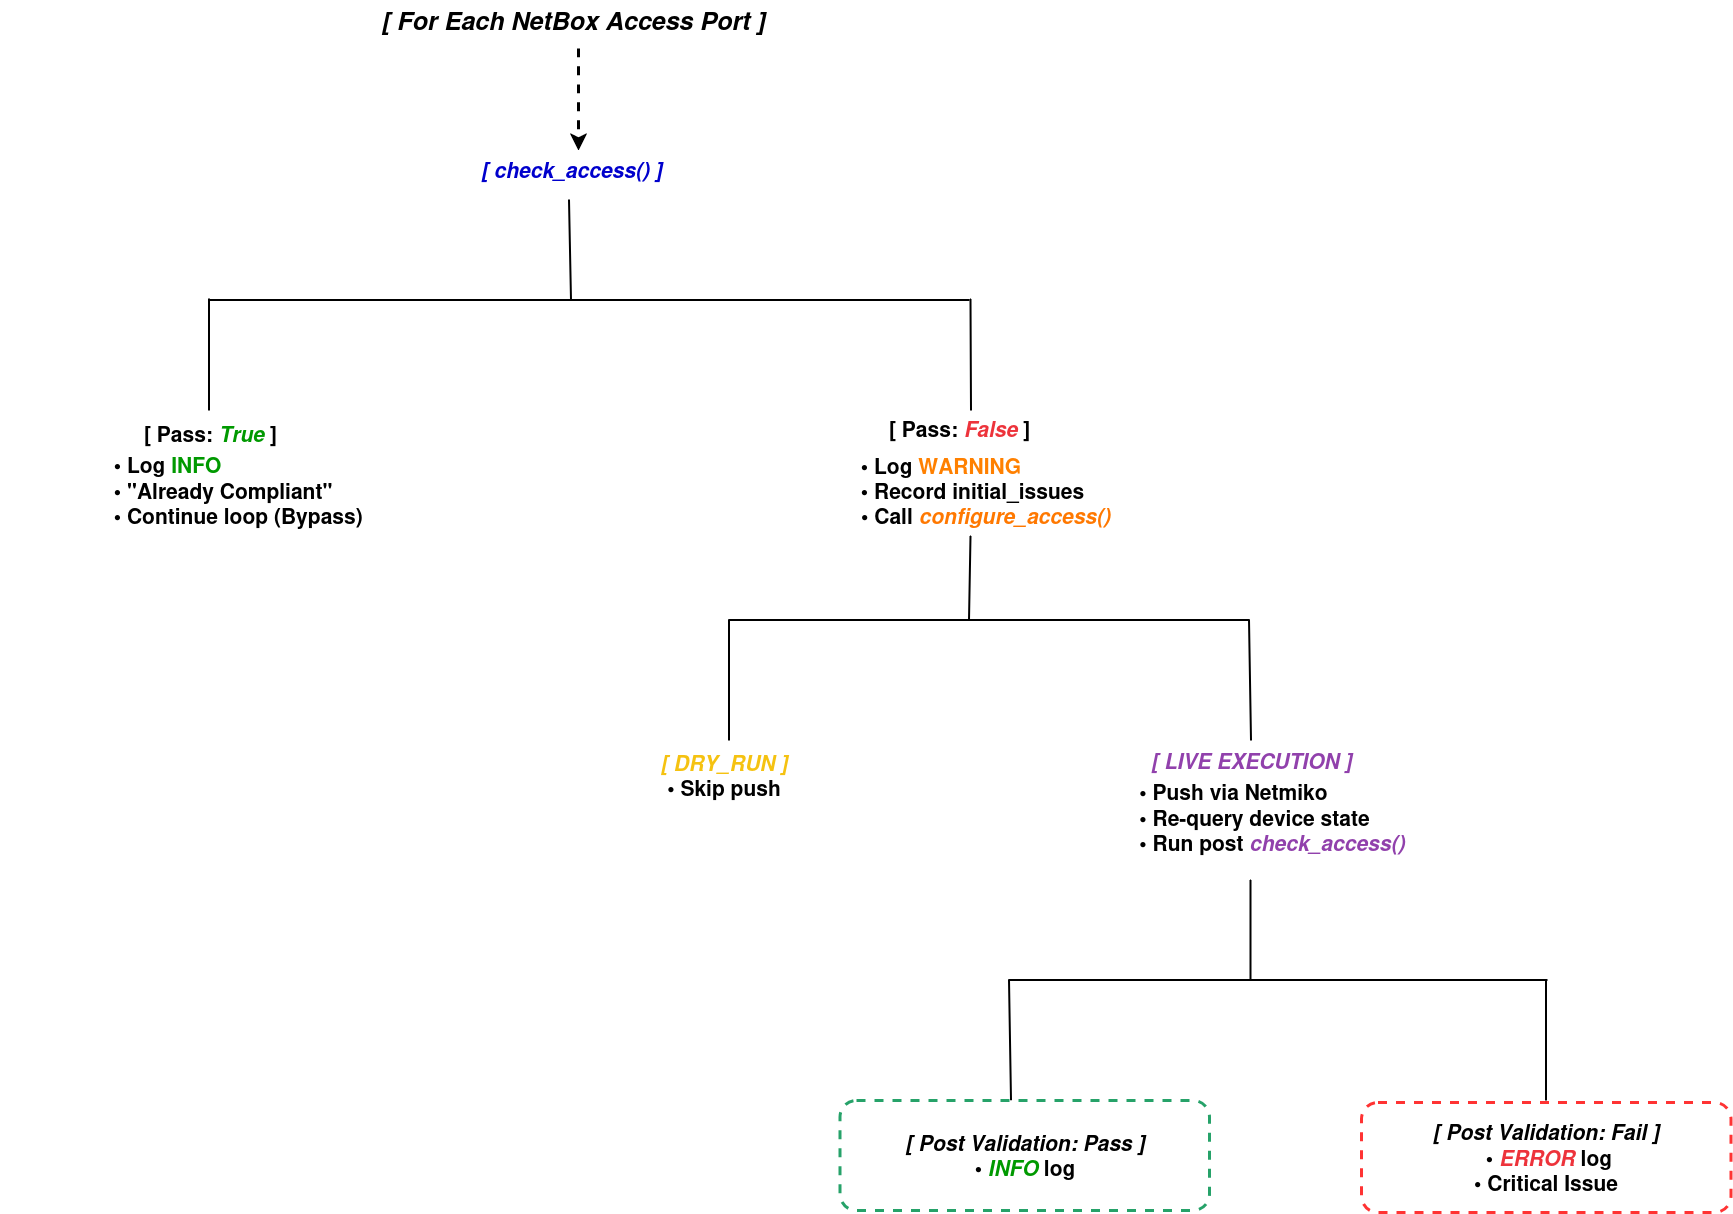 [ For Each NetBox Access Port ]
[ check_access() ]
[ Pass: True ]
• Log INFO
• "Already Compliant"
• Continue loop (Bypass)
[ Pass: False ]
• Log WARNING
• Record initial_issues
• Call configure_access()
[ DRY_RUN ]
• Skip push
[ LIVE EXECUTION ]
• Push via Netmiko
• Re-query device state
• Run post check_access()
[ Post Validation: Pass ]
• INFO log
[ Post Validation: Fail ]
• ERROR log
• Critical Issue